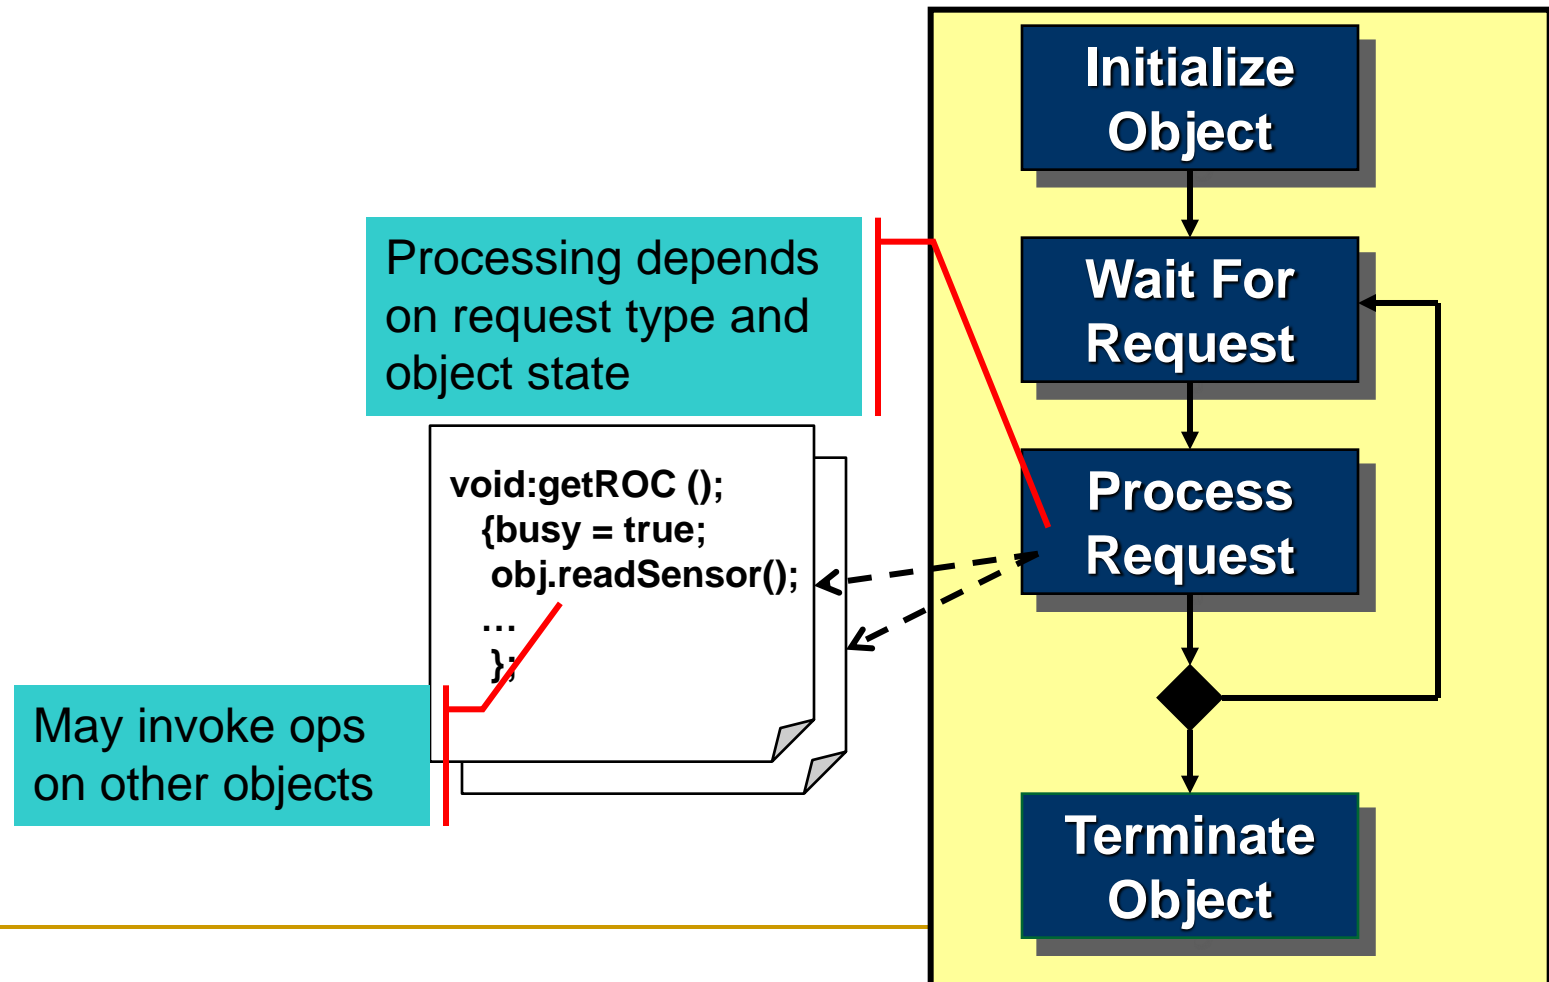 Initialize
Object
Processing depends
on request type and
object state
Wait For
Request
void:getROC ();
{busy = true;
obj.readSensor();
…
};
Process
Request
May invoke ops
on other objects
Terminate
Object